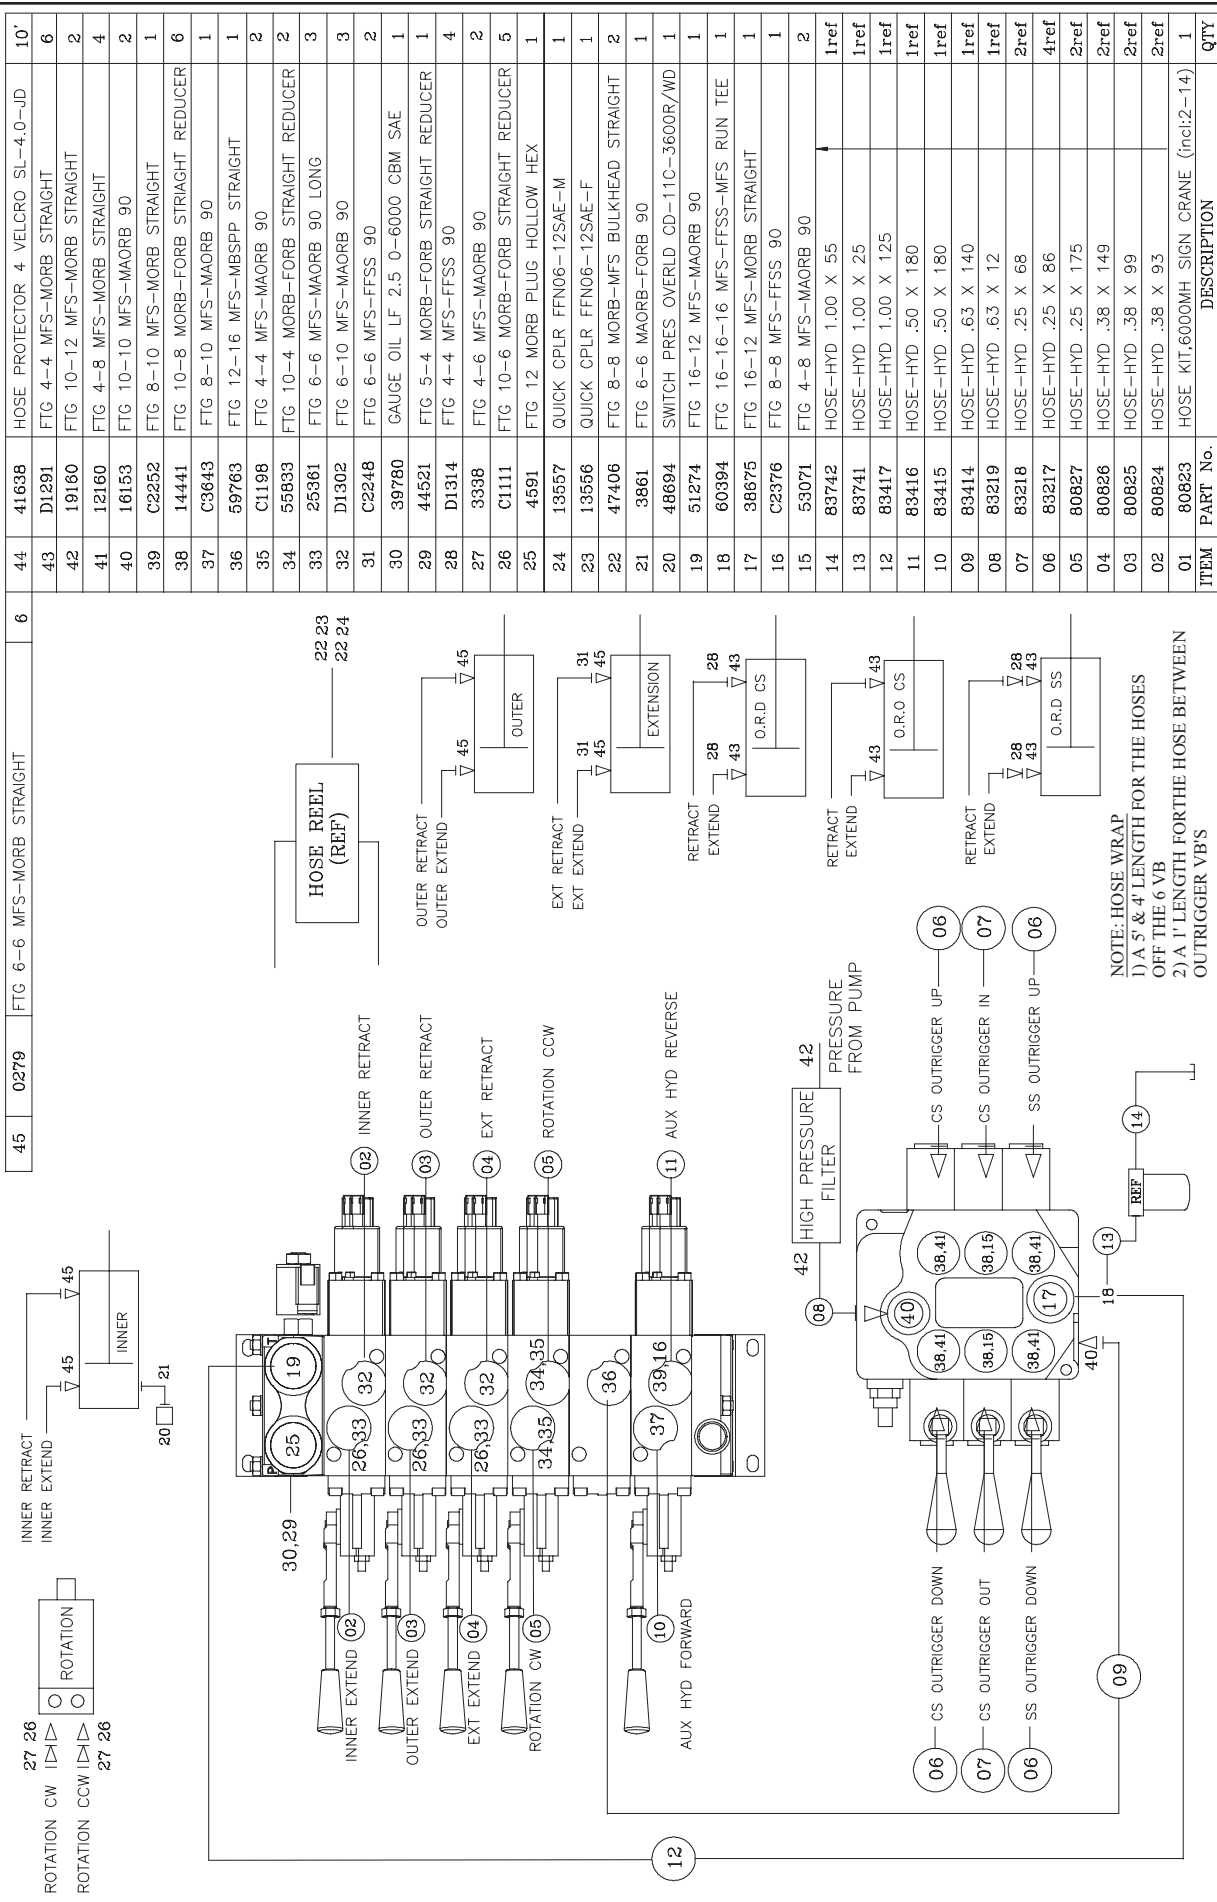 45 0279 FTG 6-6 MFS-MORB STRAIGHT 6
44 41638 HOSE PROTECTOR 4 VELCRO SL-4.0-JD 10'
43 D1291 FTG 4-4 MFS-MORB STRAIGHT 6
42 19160 FTG 10-12 MFS-MORB STRAIGHT 2
41 12160 FTG 4-8 MFS-MORB STRAIGHT 4
40 16153 FTG 10-10 MFS-MAORB 90 2
39 C2252 FTG 8-10 MFS-MORB STRAIGHT 1
38 14441 FTG 10-8 MORB-FORB STRIAGHT REDUCER 6
37 C3643 FTG 8-10 MFS-MAORB 90 1
36 59763 FTG 12-16 MFS-MBSPP STRAIGHT 1
35 C1198 FTG 4-4 MFS-MAORB 90 2
34 55833 FTG 10-4 MORB-FORB STRAIGHT REDUCER 2
33 25361 FTG 6-6 MFS-MAORB 90 LONG 3
32 D1302 FTG 6-10 MFS-MAORB 90 3
31 C2248 FTG 6-6 MFS-FFSS 90 2
30 39780 GAUGE OIL LF 2.5 0-6000 CBM SAE 1
29 44521 FTG 5-4 MORB-FORB STRAIGHT REDUCER 1
28 D1314 FTG 4-4 MFS-FFSS 90 4
27 3338 FTG 4-6 MFS-MAORB 90 2
26 C1111 FTG 10-6 MORB-FORB STRAIGHT REDUCER 5
25 4591 FTG 12 MORB PLUG HOLLOW HEX 1
24 13557 QUICK CPLR FFN06-12SAE-M 1
23 13556 QUICK CPLR FFN06-12SAE-F 1
22 47406 FTG 8-8 MORB-MFS BULKHEAD STRAIGHT 2
21 3861 FTG 6-6 MAORB-FORB 90 1
20 48694 SWITCH PRES OVERLD CD-11C-3600R/WD 1
19 51274 FTG 16-12 MFS-MAORB 90 1
18 60394 FTG 16-16-16 MFS-FFSS-MFS RUN TEE 1
17 38675 FTG 16-12 MFS-MORB STRAIGHT 1
16 C2376 FTG 8-8 MFS-FFSS 90 1
15 53071 FTG 4-8 MFS-MAORB 90 2
14 83742 HOSE-HYD 1.00 X 55 1ref
13 83741 HOSE-HYD 1.00 X 25 1ref
12 83417 HOSE-HYD 1.00 X 125 1ref
11 83416 HOSE-HYD .50 X 180 1ref
10 83415 HOSE-HYD .50 X 180 1ref
09 83414 HOSE-HYD .63 X 140 1ref
08 83219 HOSE-HYD .63 X 12 1ref
07 83218 HOSE-HYD .25 X 68 2ref
06 83217 HOSE-HYD .25 X 86 4ref
05 80827 HOSE-HYD .25 X 175 2ref
04 80826 HOSE-HYD .38 X 149 2ref
03 80825 HOSE-HYD .38 X 99 2ref
02 80824 HOSE-HYD .38 X 93 2ref
01 80823 HOSE KIT,6000MH SIGN CRANE (incl:2-14) 1
ITEM PART No. DESCRIPTION QTY
27 26
ROTATION CW
ROTATION
ROTATION CCW
27 26
INNER RETRACT
INNER EXTEND
45
45
INNER
20
21
HOSE REEL
(REF)
22 23
22 24
OUTER RETRACT
OUTER EXTEND
45
45
OUTER
EXT RETRACT
EXT EXTEND
31
45
31
45
EXTENSION
RETRACT
EXTEND
28
43
28
43
O.R.D CS
RETRACT
EXTEND
43
43
O.R.O CS
RETRACT
EXTEND
28
43
28
43
O.R.D SS
30,29
P
T
25
19
INNER EXTEND
02
26,33
32
02
INNER RETRACT
OUTER EXTEND
03
26,33
32
03
OUTER RETRACT
EXT EXTEND
04
26,33
32
04
EXT RETRACT
ROTATION CW
05
34,35
34,35
05
ROTATION CCW
36
AUX HYD FORWARD
10
37
39,16
11
AUX HYD REVERSE
12
09
42
HIGH PRESSURE
FILTER
42
PRESSURE
FROM PUMP
08
40
06
CS OUTRIGGER DOWN
38,41
38,41
CS OUTRIGGER UP
06
07
CS OUTRIGGER OUT
38,15
38,15
CS OUTRIGGER IN
07
06
SS OUTRIGGER DOWN
38,41
38,41
SS OUTRIGGER UP
06
17
40
18
13
REF
14
NOTE: HOSE WRAP
1) A 5' & 4' LENGTH FOR THE HOSES
OFF THE 6 VB
2) A 1' LENGTH FORTHE HOSE BETWEEN
OUTRIGGER VB'S